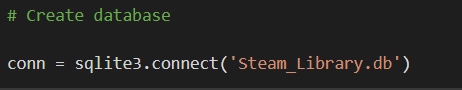 # Create database
conn = sqlite3.connect('Steam_Library.db')